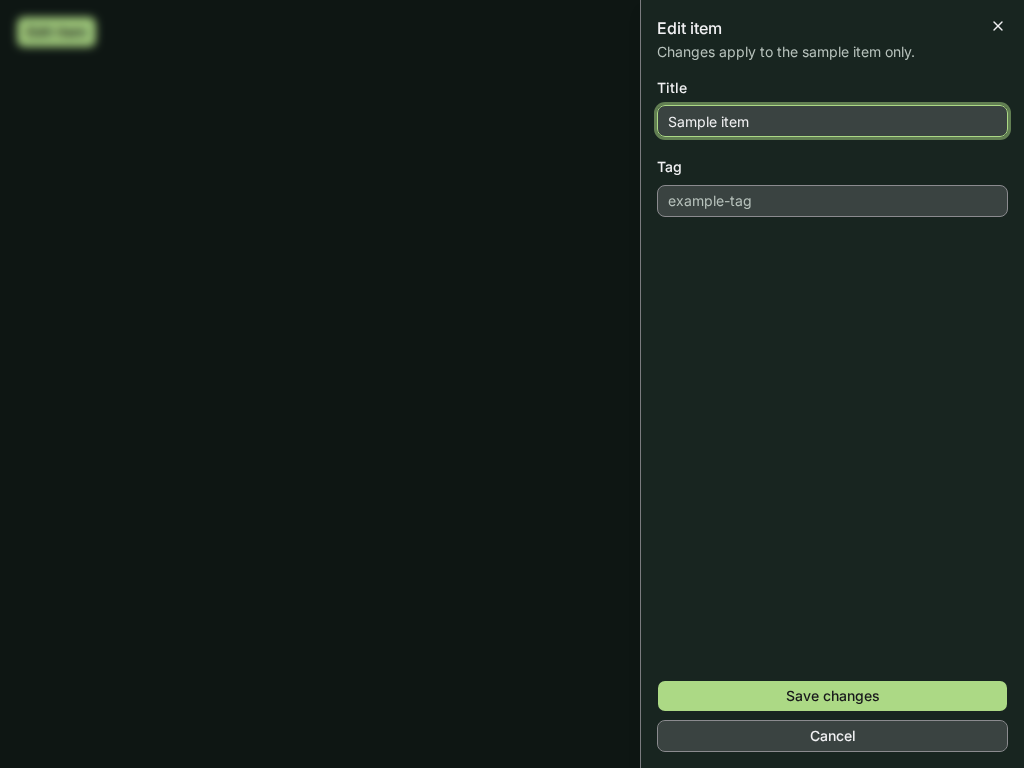 Edit item
Changes apply to the sample item only.
Title
Sample item
Tag
example-tag
Save changes
Cancel